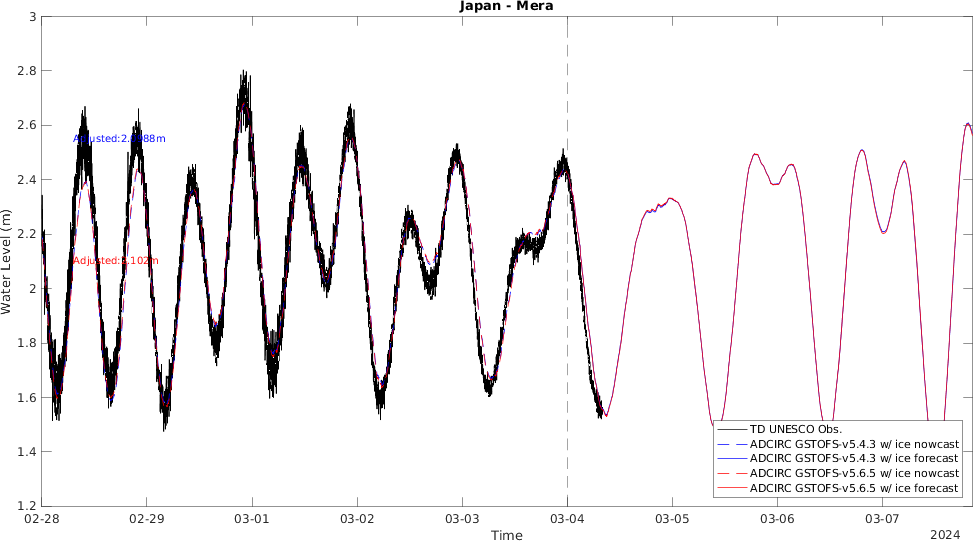 Japan - Mera
3
2.8
2.6
2.4
2.2
2
1.8
1.6
1.4
1.2
Water Level (m)
02-28
02-29
03-01
03-02
03-03
03-04
03-05
03-06
03-07
Time
2024
TD UNESCO Obs.
ADCIRC GSTOFS-v5.4.3 w/ ice nowcast
ADCIRC GSTOFS-v5.4.3 w/ ice forecast
ADCIRC GSTOFS-v5.6.5 w/ ice nowcast
ADCIRC GSTOFS-v5.6.5 w/ ice forecast